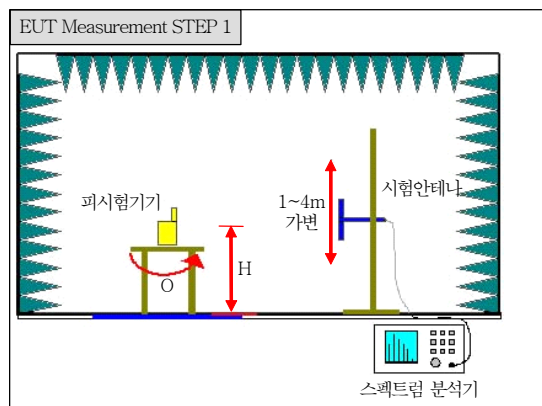 EUT Measurement STEP 1
피시험기기
1~4m
가변
시험안테나
H
O
스펙트럼 분석기